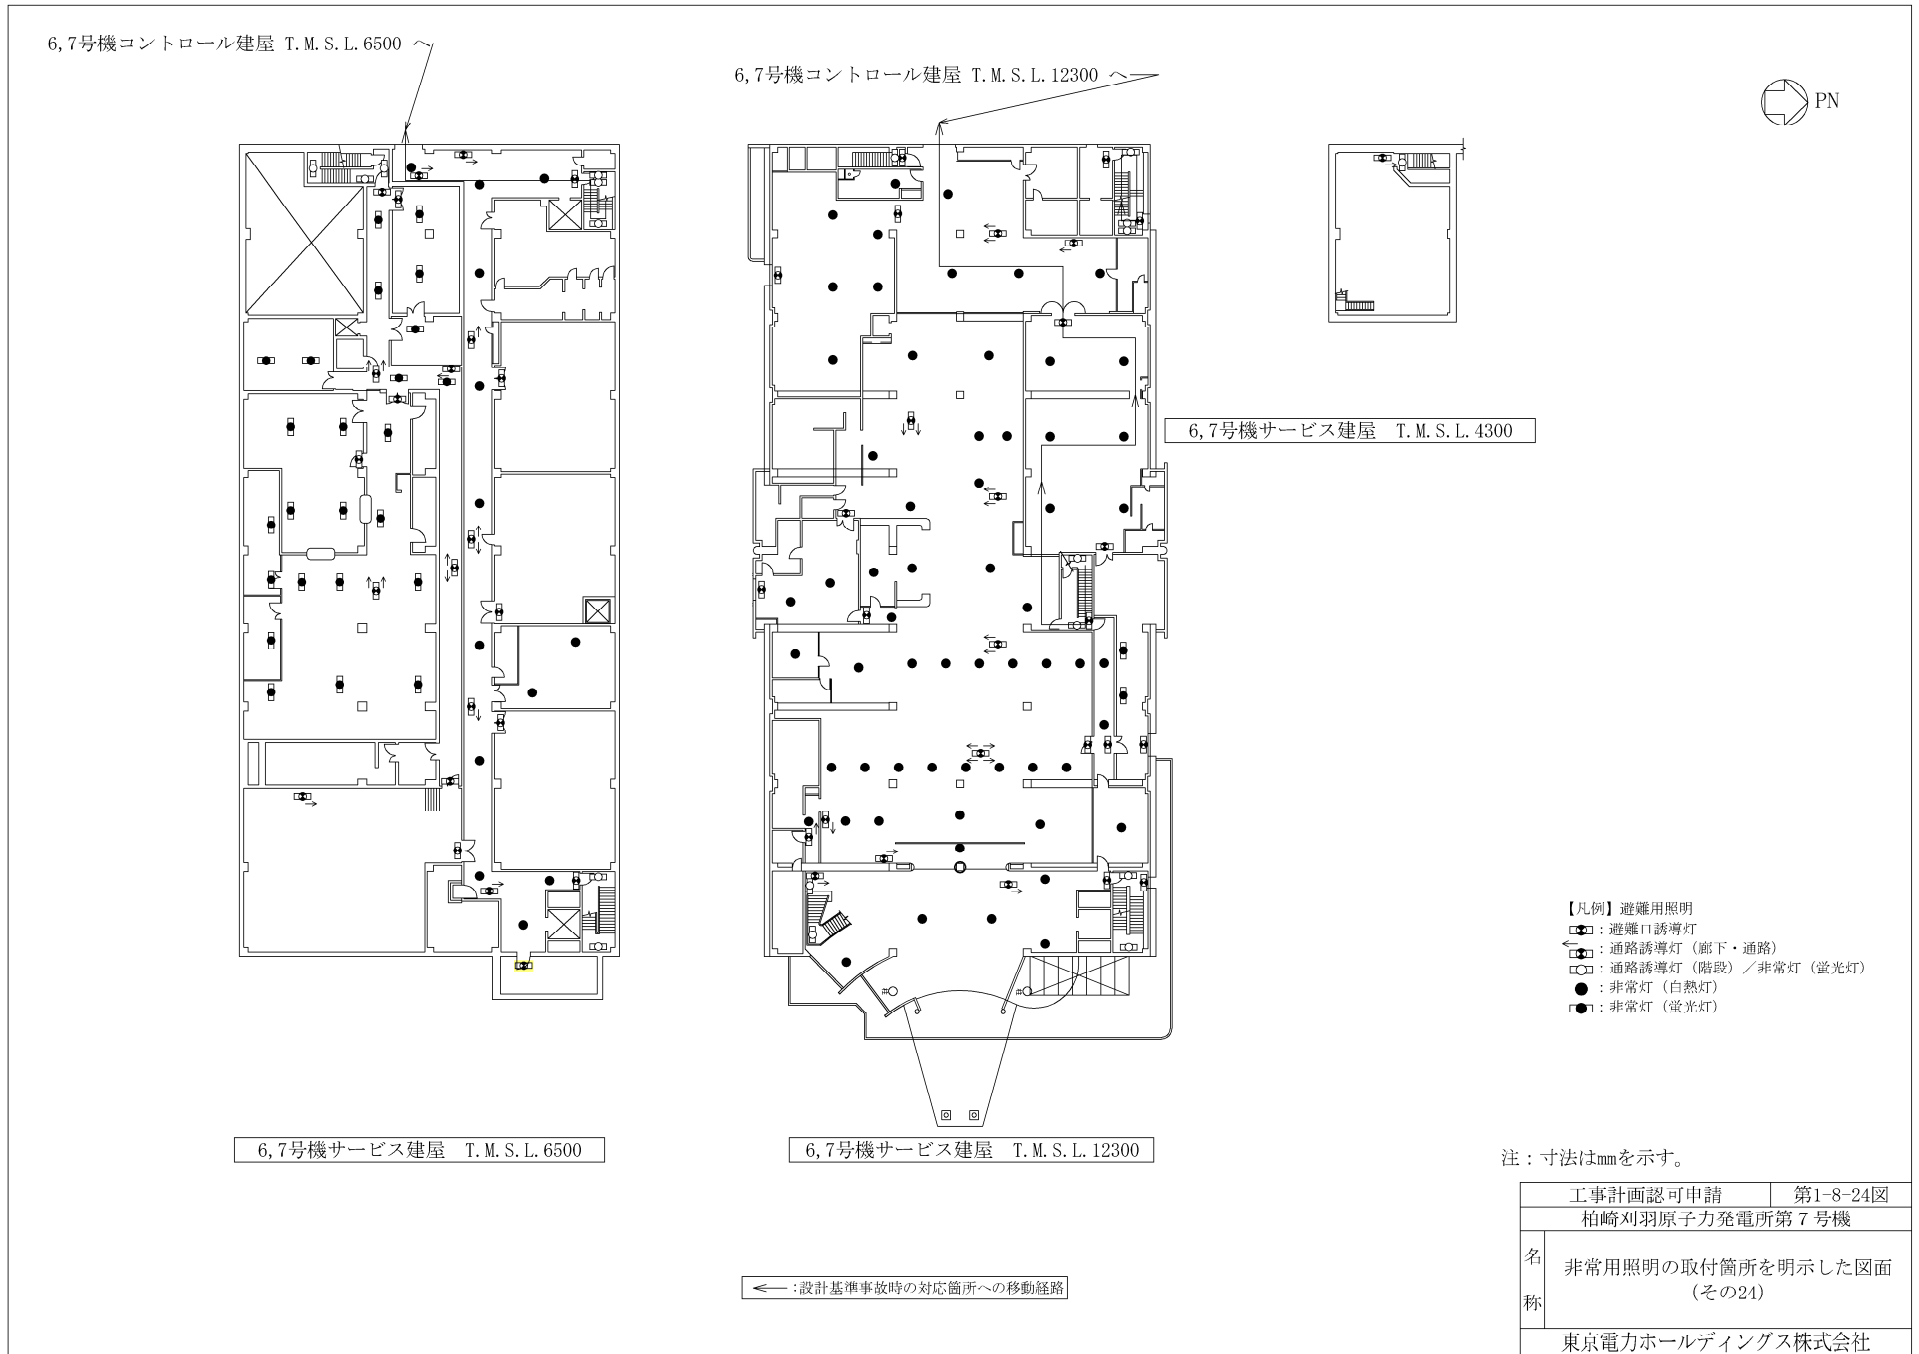 6,7号機コントロール建屋 T.M.S.L.6500 へ
6,7号機コントロール建屋 T.M.S.L.12300 へ
PN
6,7号機サービス建屋 T.M.S.L.4300
【凡例】避難用照明
：避難口誘導灯
：通路誘導灯（廊下・通路）
：通路誘導灯（階段）／非常灯（蛍光灯）
：非常灯（白熱灯）
：非常灯（蛍光灯）
6,7号機サービス建屋 T.M.S.L.6500
6,7号機サービス建屋 T.M.S.L.12300
注：寸法はmmを示す。
工事計画認可申請 第1-8-24図
柏崎刈羽原子力発電所第７号機
名称
非常用照明の取付箇所を明示した図面
（その24）
東京電力ホールディングス株式会社
：設計基準事故時の対応箇所への移動経路